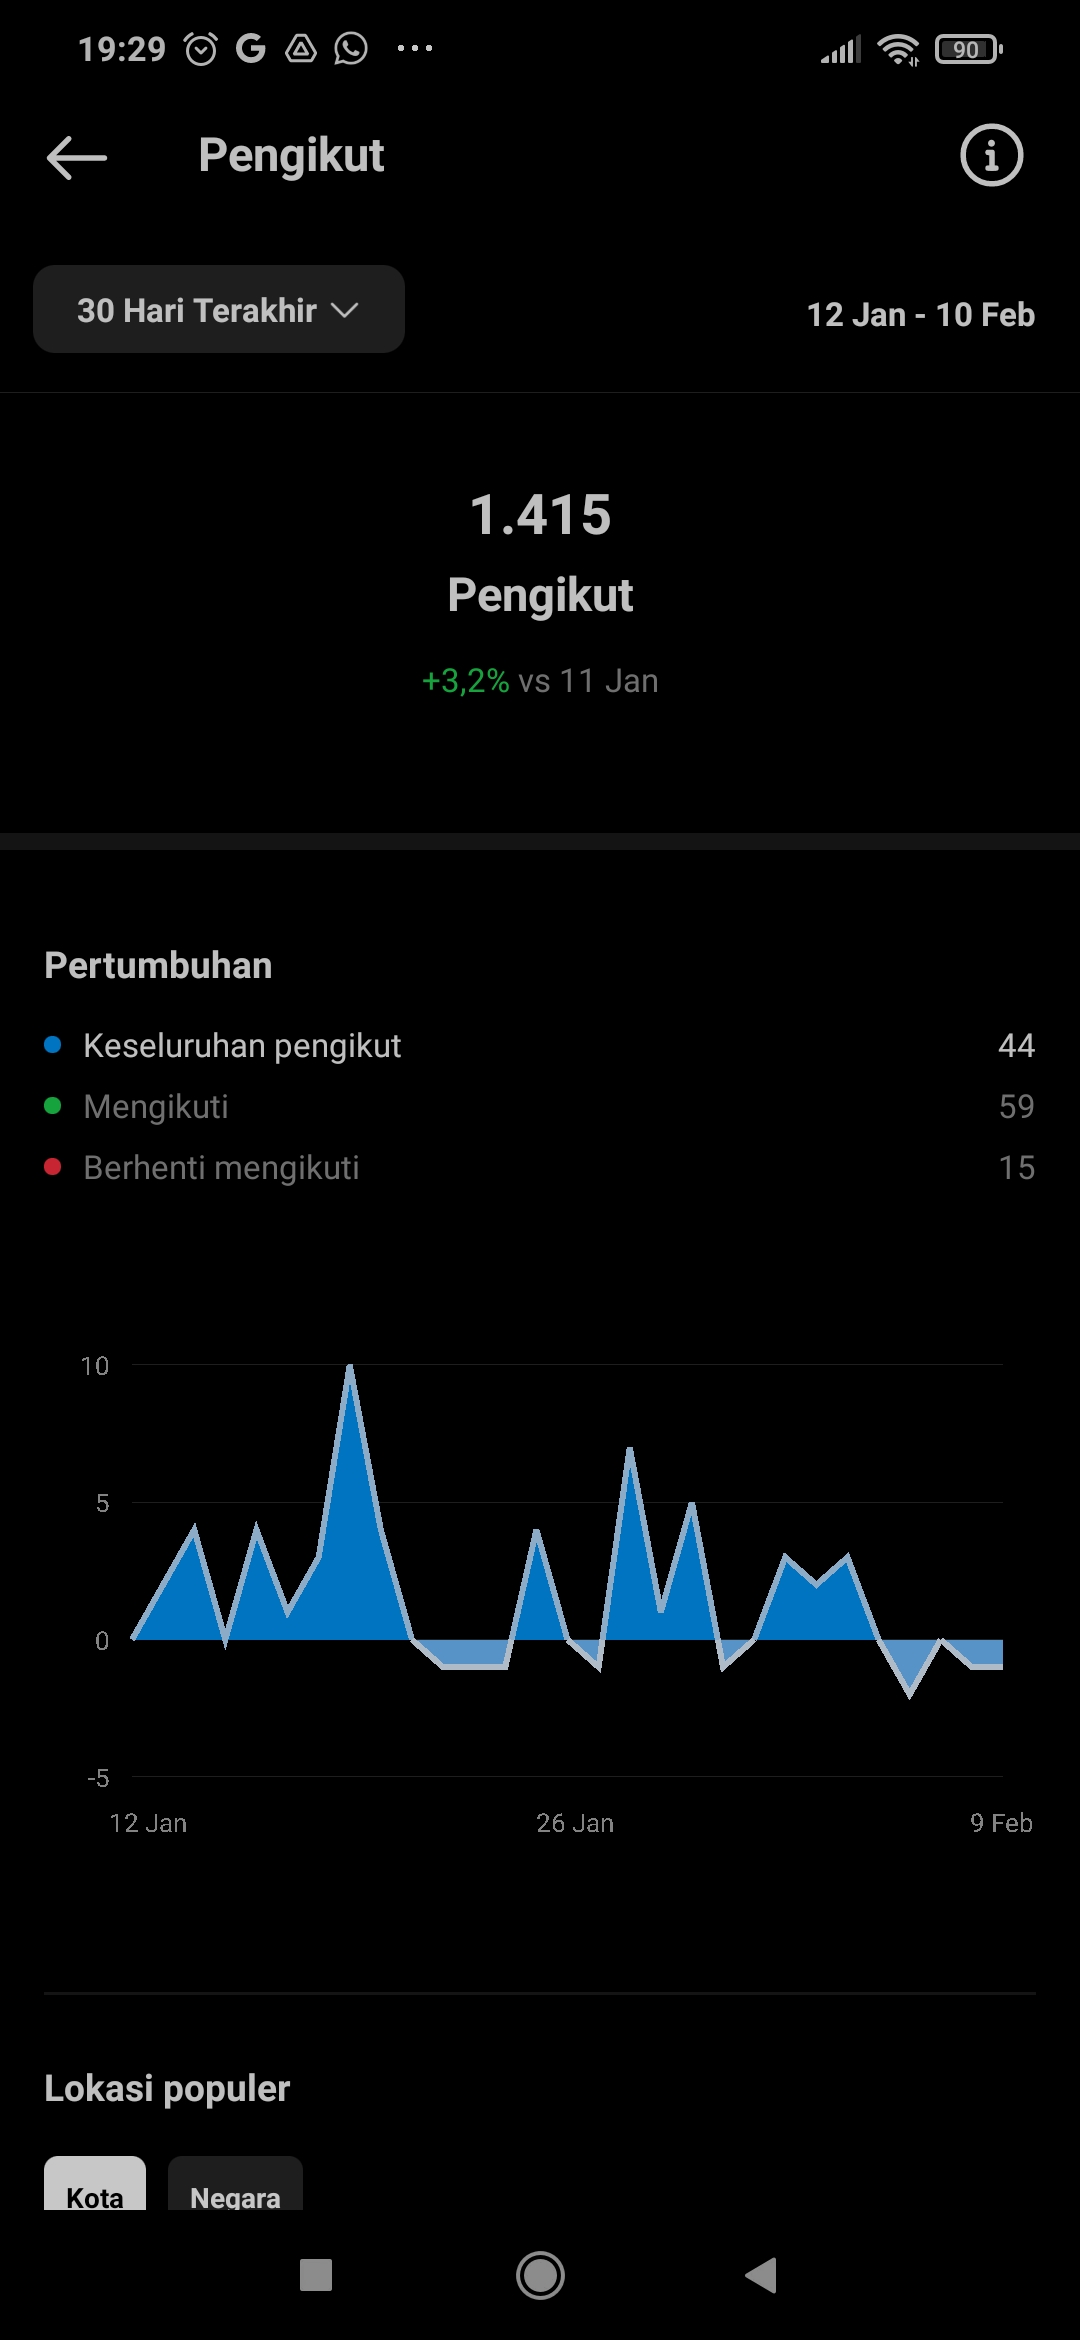 19:29
90
Pengikut
30 Hari Terakhir
12 Jan - 10 Feb
1.415
Pengikut
+3,2% vs 11 Jan
Pertumbuhan
Keseluruhan pengikut 44
Mengikuti 59
Berhenti mengikuti 15
10
5
0
-5
12 Jan 26 Jan 9 Feb
Lokasi populer
Kota Negara